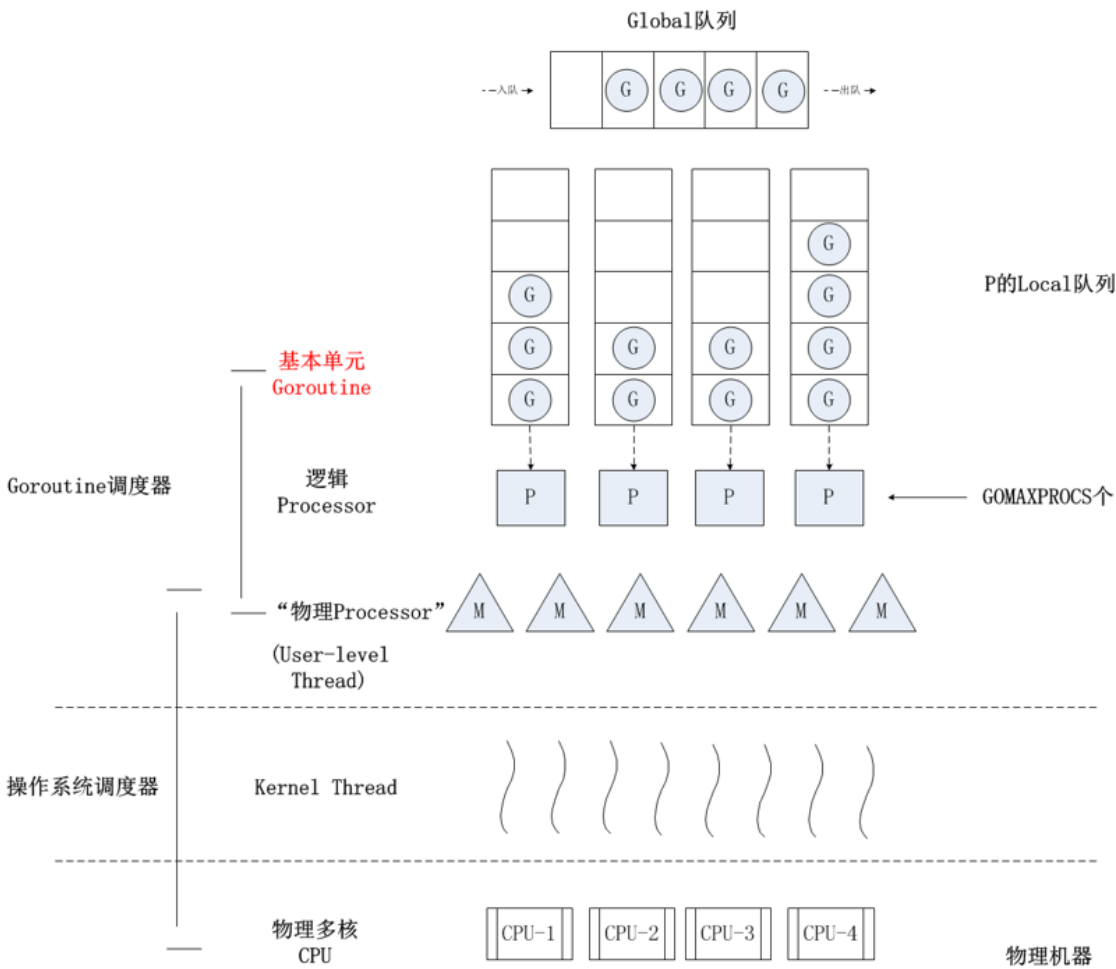 Global队列
--入队
G G G G
--出队
G
G G
P的Local队列
G G G G
基本单元
Goroutine
G G G G
Goroutine调度器
逻辑
Processor
P P P P
GOMAXPROCS个
“物理Processor”
M M M M M M
(User-level
Thread)
操作系统调度器
Kernel Thread
物理多核
CPU
CPU-1 CPU-2 CPU-3 CPU-4
物理机器